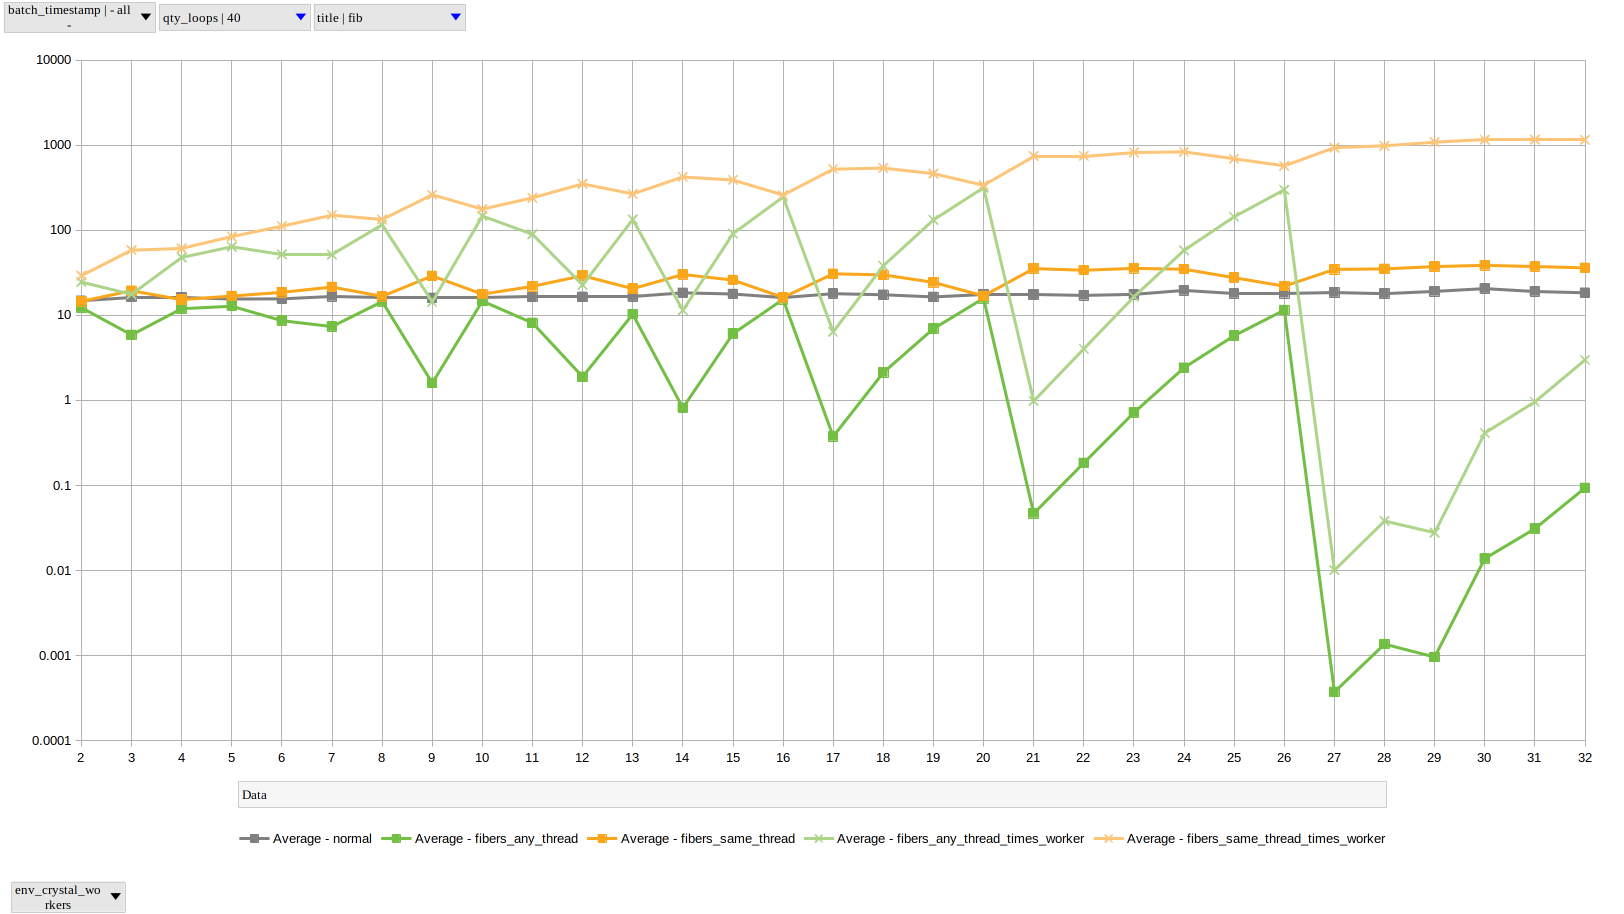 batch_timestamp | - all
-
qty_loops | 40
title | fib
10000
1000
100
10
1
0.1
0.01
0.001
0.0001
2 3 4 5 6 7 8 9 10 11 12 13 14 15 16 17 18 19 20 21 22 23 24 25 26 27 28 29 30 31 32
Data
Average - normal Average - fibers_any_thread Average - fibers_same_thread Average - fibers_any_thread_times_worker Average - fibers_same_thread_times_worker
env_crystal_wo
rkers